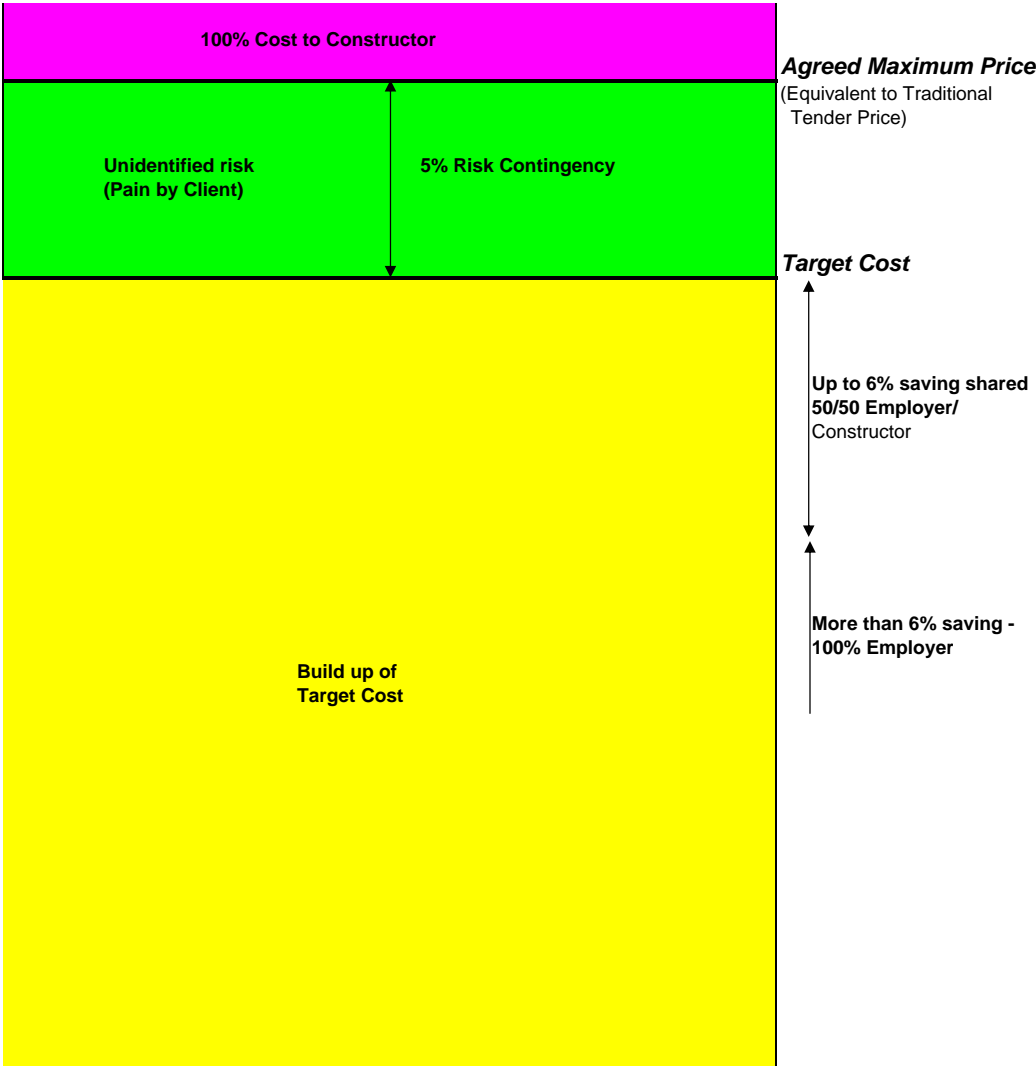 100% Cost to Constructor
Agreed Maximum Price
(Equivalent to Traditional
Tender Price)
Unidentified risk
(Pain by Client)
5% Risk Contingency
Target Cost
Up to 6% saving shared
50/50 Employer/
Constructor
More than 6% saving -
100% Employer
Build up of
Target Cost